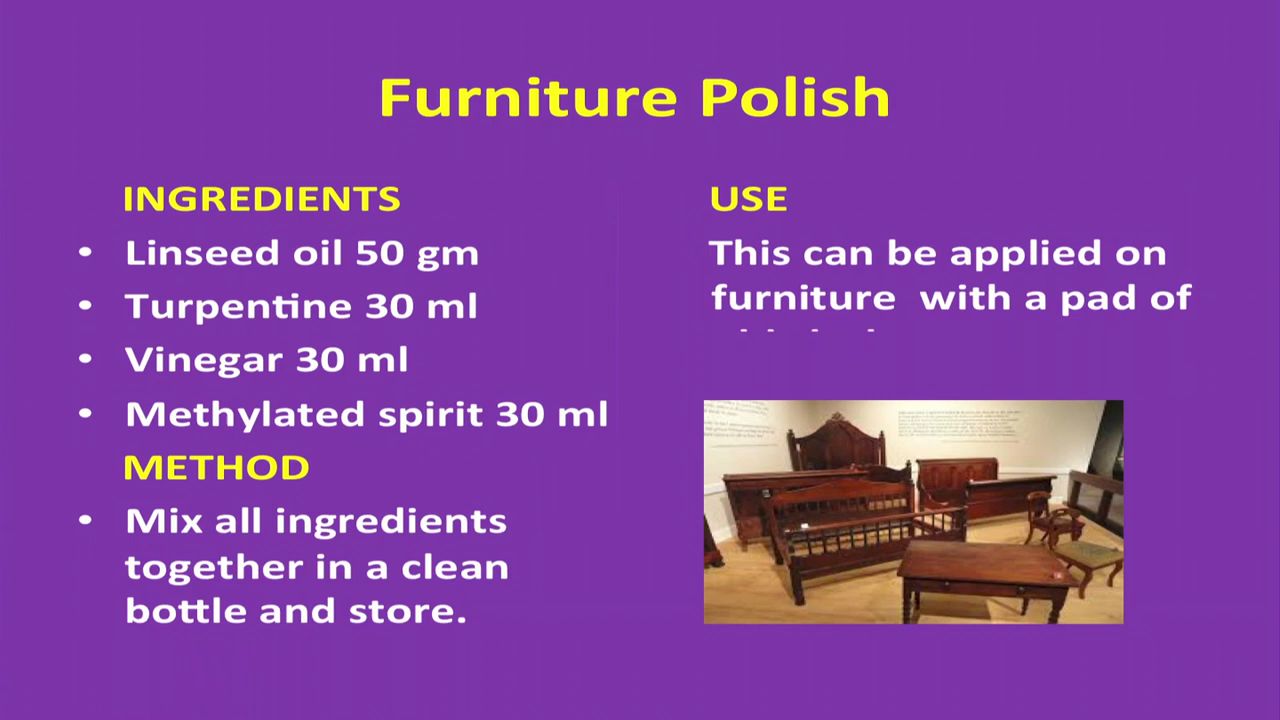 Furniture Polish
INGREDIENTS
• Linseed oil 50 gm
• Turpentine 30 ml
• Vinegar 30 ml
• Methylated spirit 30 ml
METHOD
• Mix all ingredients
together in a clean
bottle and store.
USE
This can be applied on
furniture with a pad of